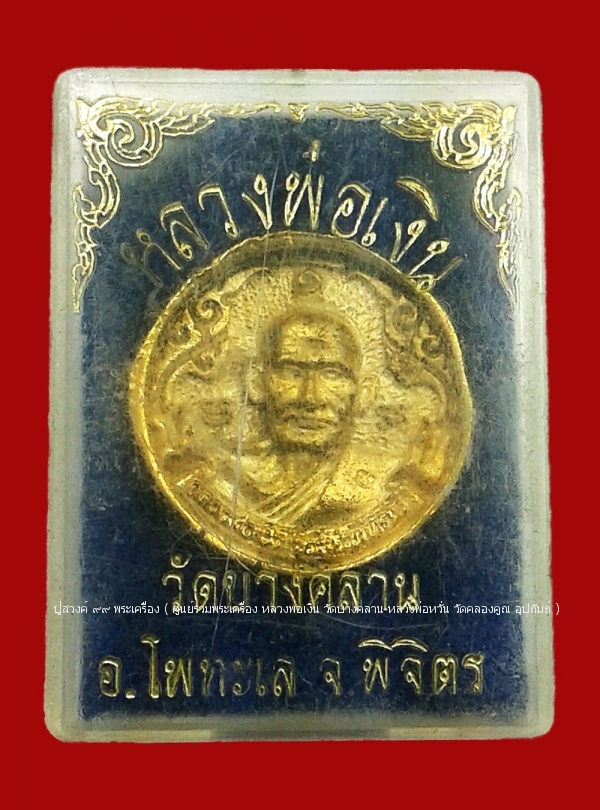 หลวงพ่อเงิน
วัดบางคลาน
ปู่สวงค์ ๙๙ พระเครื่อง ( ศูนย์รวมพระเครื่อง หลวงพ่อเงิน วัดบางคลาน-หลวงพ่อหวั่น วัดคลองคูณ อุปถัมภ์ )
อ.โพทะเล จ.พิจิตร